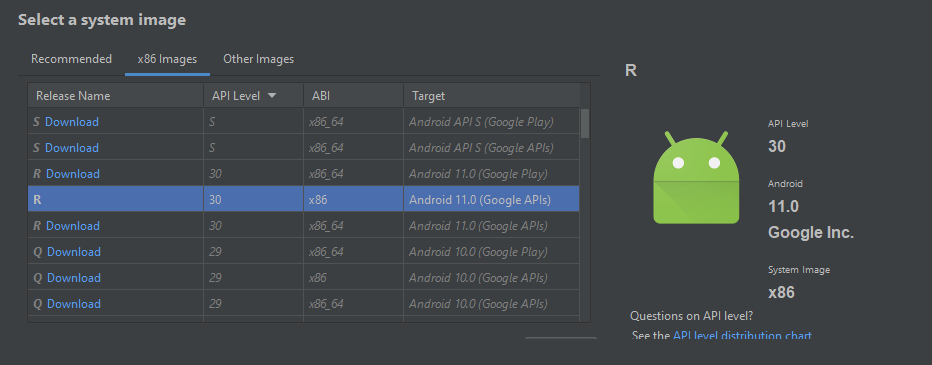 Select a system image
Recommended x86 Images Other Images
Release Name API Level ABI Target
S Download S x86_64 Android API S (Google Play)
S Download S x86_64 Android API S (Google APIs)
R Download 30 x86_64 Android 11.0 (Google Play)
R 30 x86 Android 11.0 (Google APIs)
R Download 30 x86_64 Android 11.0 (Google APIs)
Q Download 29 x86_64 Android 10.0 (Google Play)
Q Download 29 x86 Android 10.0 (Google APIs)
Q Download 29 x86_64 Android 10.0 (Google APIs)
R
API Level
30
Android
11.0
Google Inc.
System Image
x86
Questions on API level?
See the API level distribution chart